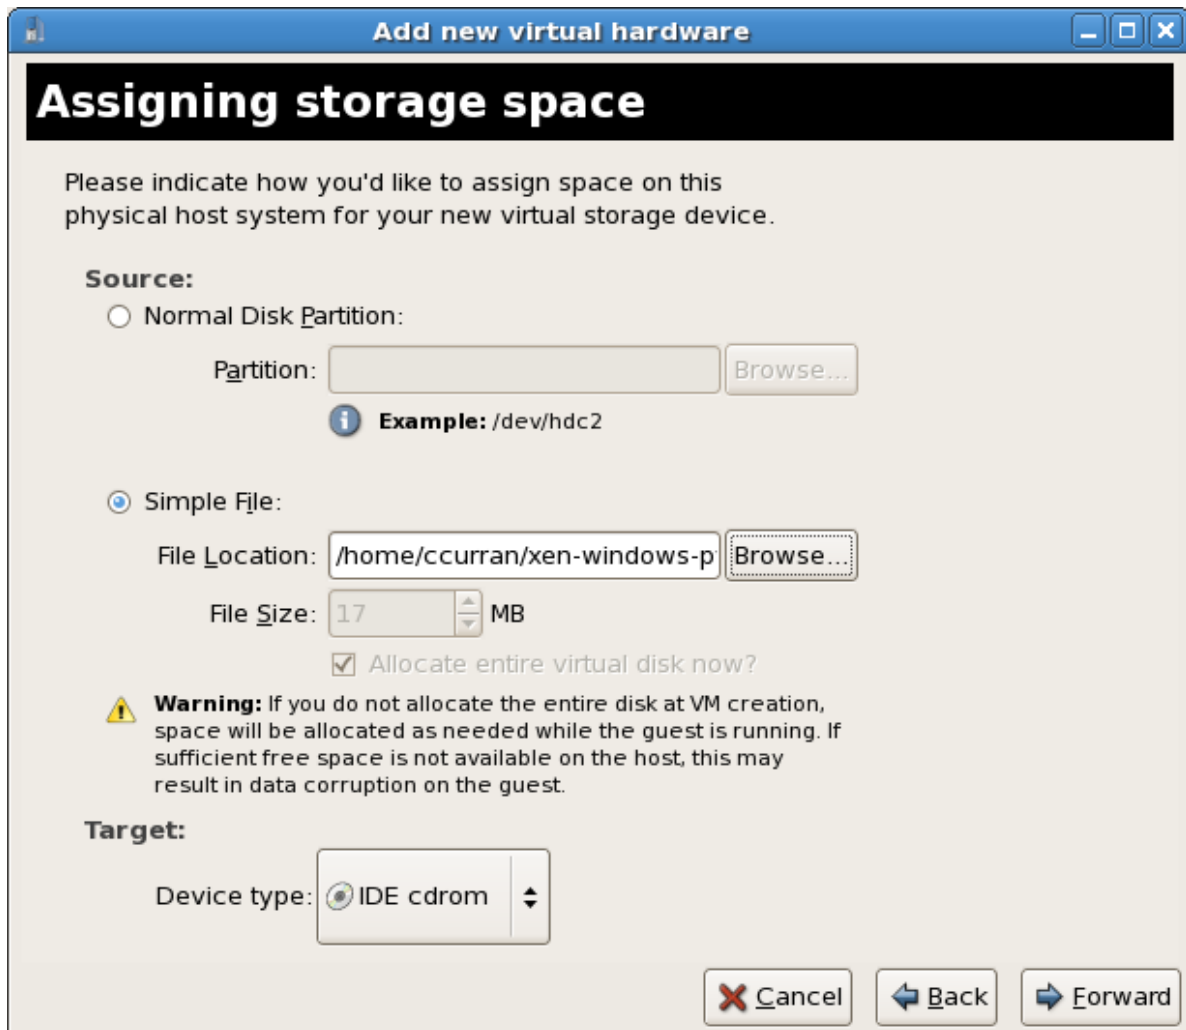 Add new virtual hardware
Assigning storage space
Please indicate how you'd like to assign space on this
physical host system for your new virtual storage device.
Source:
Normal Disk Partition:
Partition: Browse...
Example: /dev/hdc2
Simple File:
File Location: /home/ccurran/xen-windows-p Browse...
File Size: 17 MB
Allocate entire virtual disk now?
Warning: If you do not allocate the entire disk at VM creation,
space will be allocated as needed while the guest is running. If
sufficient free space is not available on the host, this may
result in data corruption on the guest.
Target:
Device type: IDE cdrom
Cancel Back Forward